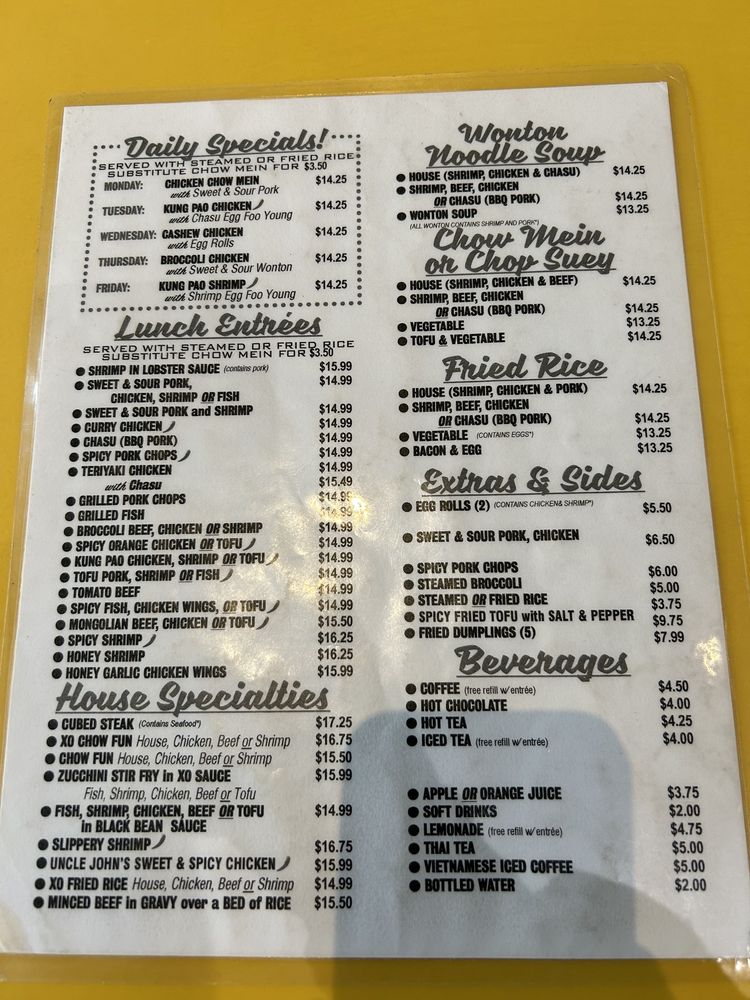 Daily Specials!
SERVED WITH STEAMED OR FRIED RICE
SUBSTITUTE CHOW MEIN FOR $3.50
MONDAY: CHICKEN CHOW MEIN $14.25
with Sweet & Sour Pork
TUESDAY: KUNG PAO CHICKEN $14.25
with Chasu Egg Foo Young
WEDNESDAY: CASHEW CHICKEN $14.25
with Egg Rolls
THURSDAY: BROCCOLI CHICKEN $14.25
with Sweet & Sour Wonton
FRIDAY: KUNG PAO SHRIMP $14.25
with Shrimp Egg Foo Young
Lunch Entrées
SERVED WITH STEAMED OR FRIED RICE
SUBSTITUTE CHOW MEIN FOR $3.50
● SHRIMP IN LOBSTER SAUCE (contains pork) $15.99
● SWEET & SOUR PORK, $14.99
CHICKEN, SHRIMP OR FISH
● SWEET & SOUR PORK and SHRIMP $14.99
● CURRY CHICKEN $14.99
● CHASU (BBQ PORK) $14.99
● SPICY PORK CHOPS $14.99
● TERIYAKI CHICKEN $14.99
with Chasu $15.49
● GRILLED PORK CHOPS $14.99
● GRILLED FISH $14.99
● BROCCOLI BEEF, CHICKEN OR SHRIMP $14.99
● SPICY ORANGE CHICKEN OR TOFU $14.99
● KUNG PAO CHICKEN, SHRIMP OR TOFU $14.99
● TOFU PORK, SHRIMP OR FISH $14.99
● TOMATO BEEF $14.99
● SPICY FISH, CHICKEN WINGS, OR TOFU $14.99
● MONGOLIAN BEEF, CHICKEN OR TOFU $15.50
● SPICY SHRIMP $16.25
● HONEY SHRIMP $16.25
● HONEY GARLIC CHICKEN WINGS $15.99
House Specialties
● CUBED STEAK (Contains Seafood*) $17.25
● XO CHOW FUN House, Chicken, Beef or Shrimp $16.75
● CHOW FUN House, Chicken, Beef or Shrimp $15.50
● ZUCCHINI STIR FRY in XO SAUCE $15.99
Fish, Shrimp, Chicken, Beef or Tofu
● FISH, SHRIMP, CHICKEN, BEEF OR TOFU $14.99
in BLACK BEAN SAUCE
● SLIPPERY SHRIMP $16.75
● UNCLE JOHN'S SWEET & SPICY CHICKEN $15.99
● XO FRIED RICE House, Chicken, Beef or Shrimp $14.99
● MINCED BEEF in GRAVY over a BED of RICE $15.50
Wonton
Noodle Soup
● HOUSE (SHRIMP, CHICKEN & CHASU) $14.25
● SHRIMP, BEEF, CHICKEN
OR CHASU (BBQ PORK) $14.25
● WONTON SOUP $13.25
(ALL WONTON CONTAINS SHRIMP AND PORK*)
Chow Mein
or Chop Suey
● HOUSE (SHRIMP, CHICKEN & BEEF) $14.25
● SHRIMP, BEEF, CHICKEN
OR CHASU (BBQ PORK) $14.25
● VEGETABLE $13.25
● TOFU & VEGETABLE $14.25
Fried Rice
● HOUSE (SHRIMP, CHICKEN & PORK) $14.25
● SHRIMP, BEEF, CHICKEN
OR CHASU (BBQ PORK) $14.25
● VEGETABLE (CONTAINS EGGS*) $13.25
● BACON & EGG $13.25
Extras & Sides
● EGG ROLLS (2) (CONTAINS CHICKEN& SHRIMP*) $5.50
● SWEET & SOUR PORK, CHICKEN $6.50
● SPICY PORK CHOPS $6.00
● STEAMED BROCCOLI $5.00
● STEAMED OR FRIED RICE $3.75
● SPICY FRIED TOFU with SALT & PEPPER $9.75
● FRIED DUMPLINGS (5) $7.99
Beverages
● COFFEE (free refill w/entrée) $4.50
● HOT CHOCOLATE $4.00
● HOT TEA $4.25
● ICED TEA (free refill w/entrée) $4.00
● APPLE OR ORANGE JUICE $3.75
● SOFT DRINKS $2.00
● LEMONADE (free refill w/entrée) $4.75
● THAI TEA $5.00
● VIETNAMESE ICED COFFEE $5.00
● BOTTLED WATER $2.00